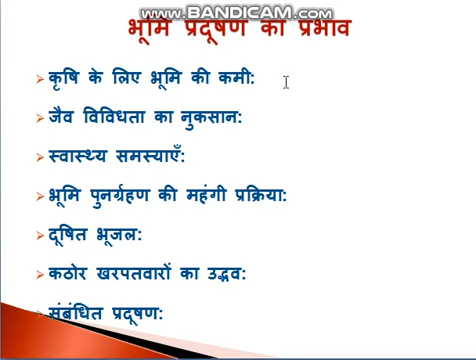 www.BANDICAM.com
भूमि प्रदूषण का प्रभाव
कृषि के लिए भूमि की कमी:
जैव विविधता का नुकसान:
स्वास्थ्य समस्याएँ:
भूमि पुनर्ग्रहण की महंगी प्रक्रिया:
दूषित भूजल:
कठोर खरपतवारों का उद्भव:
संबंधित प्रदूषण: